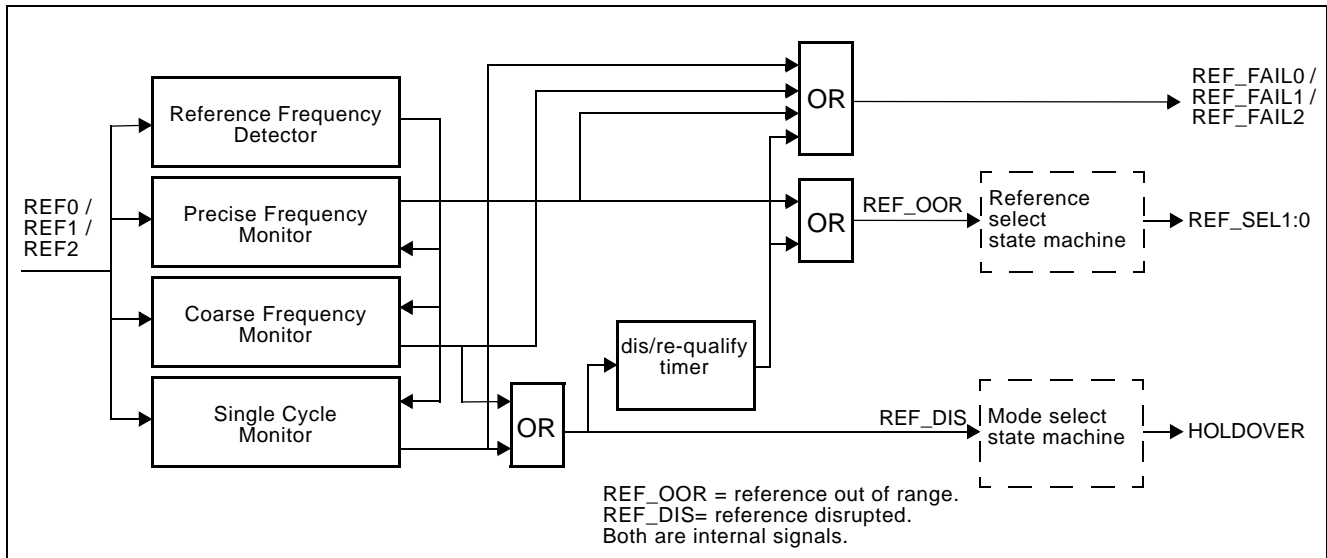 REF0 /
REF1 /
REF2
Reference Frequency
Detector
Precise Frequency
Monitor
Coarse Frequency
Monitor
Single Cycle
Monitor
OR
dis/re-qualify
timer
OR
OR
REF_OOR
REF_DIS
Reference
select
state machine
Mode select
state machine
REF_FAIL0 /
REF_FAIL1 /
REF_FAIL2
REF_SEL1:0
HOLDOVER
REF_OOR = reference out of range.
REF_DIS= reference disrupted.
Both are internal signals.